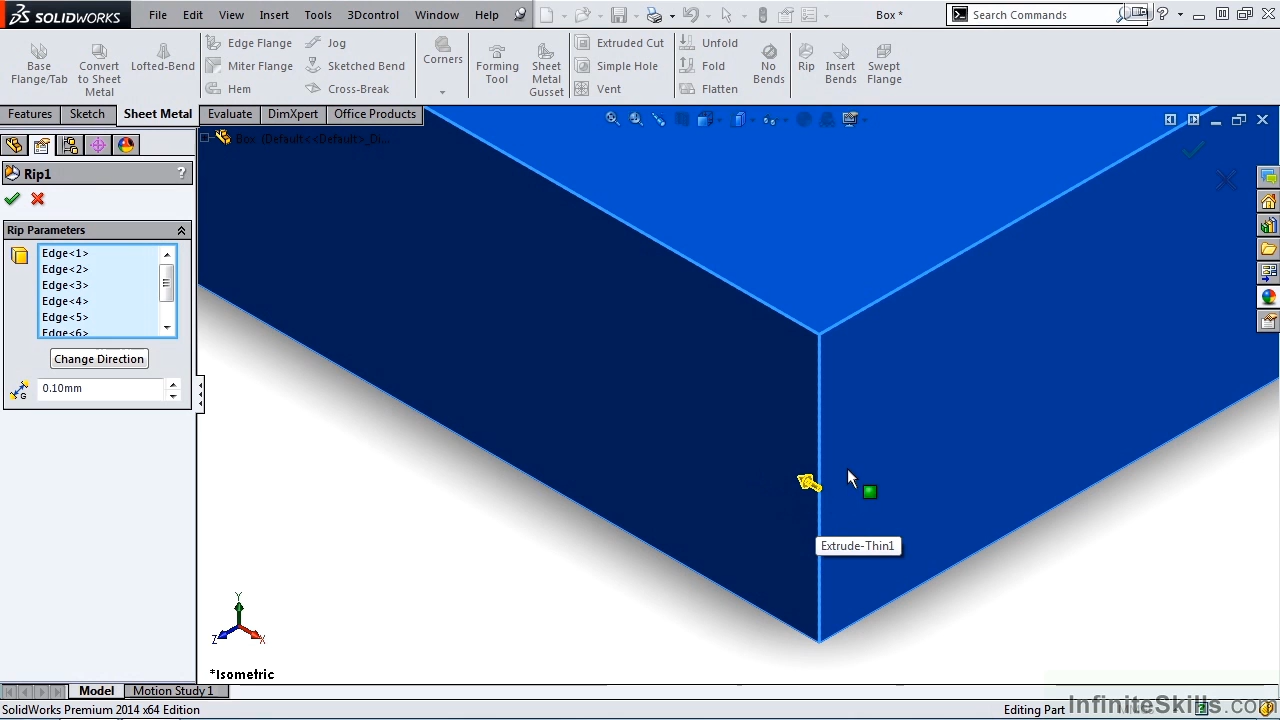 SOLIDWORKS File Edit View Insert Tools 3Dcontrol Window Help Box * Search Commands
Base Flange/Tab
Convert to Sheet Metal
Lofted-Bend
Edge Flange
Miter Flange
Hem
Jog
Sketched Bend
Cross-Break
Corners
Forming Tool
Sheet Metal Gusset
Extruded Cut
Simple Hole
Vent
Unfold
Fold
Flatten
No Bends
Rip
Insert Bends
Swept Flange
Features Sketch Sheet Metal Evaluate DimXpert Office Products
Box (Default<<Default>_Di...
Rip1 ?
Rip Parameters
Edge<1>
Edge<2>
Edge<3>
Edge<4>
Edge<5>
Edge<6>
Change Direction
0.10mm
Extrude-Thin1
Y
Z X
*Isometric
Model Motion Study 1
SolidWorks Premium 2014 x64 Edition Editing Part
InfiniteSkills.com